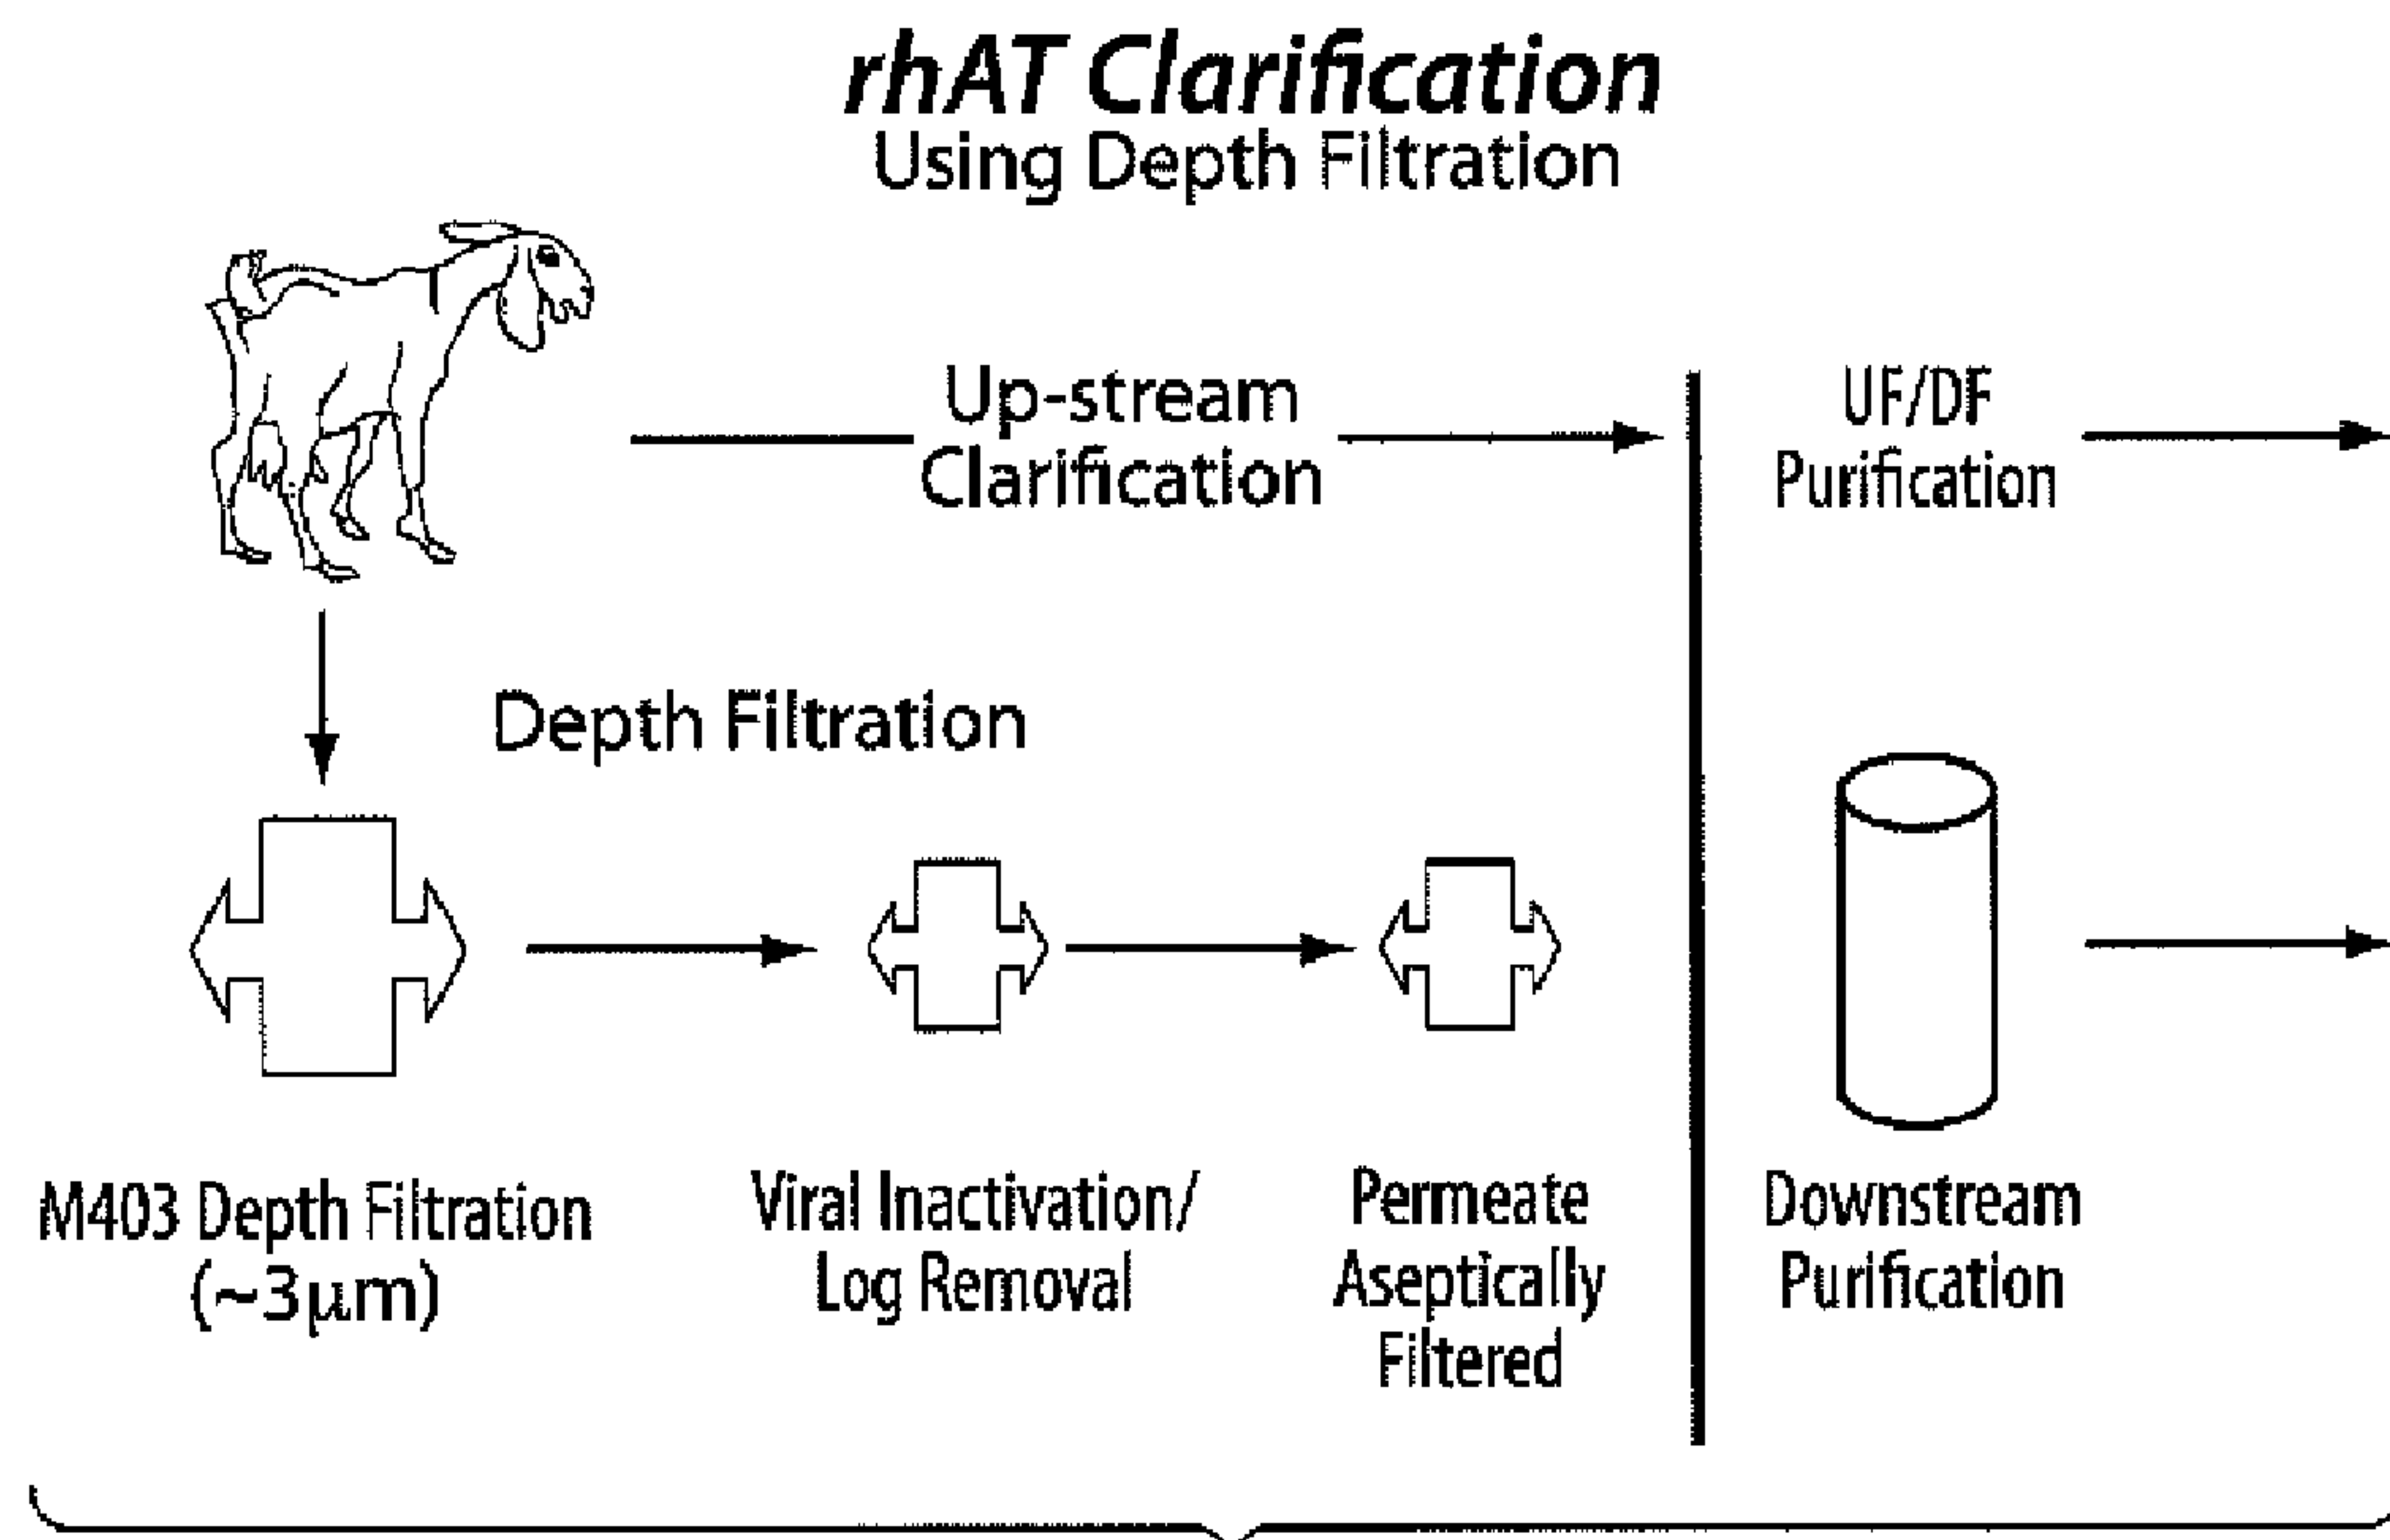 rhAT Clarification
Using Depth Filtration
Up-stream
Clarification
UF/DF
Purification
Depth Filtration
M403 Depth Filtration
(~3μm)
Viral Inactivation/
Log Removal
Permeate
Aseptically
Filtered
Downstream
Purification